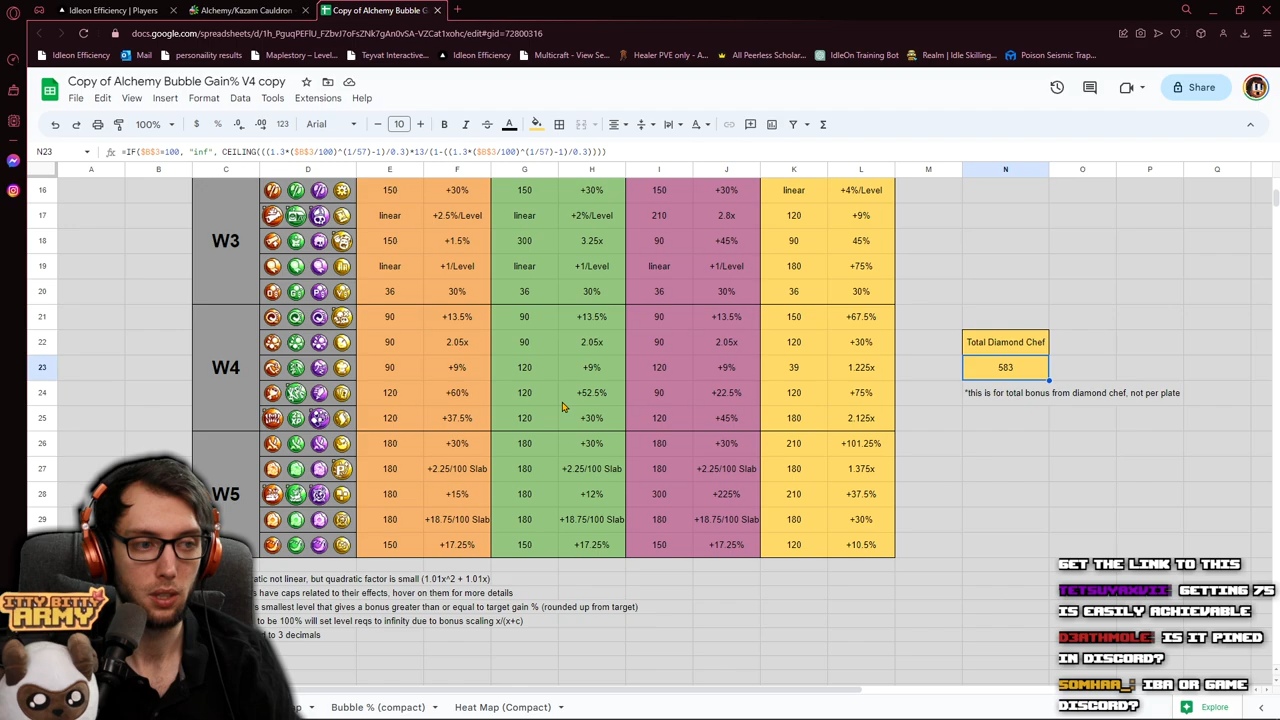 Idleon Efficiency | Players
Alchemy/Kazam Cauldron
Copy of Alchemy Bubble G
docs.google.com/spreadsheets/d/1h_PguqPEFlU_FZbvJ7oFsZNk7gAn0vSA-VZCat1xohc/edit#gid=72800316
Idleon Efficiency
Mail
personaility results
Maplestory – Level...
Teyvat Interactive...
Idleon Efficiency
Multicraft - View Se...
Healer PVE only - A...
All Peerless Scholar...
IdleOn Training Bot
Realm | Idle Skilling...
Poison Seismic Trap...
Copy of Alchemy Bubble Gain% V4 copy
File Edit View Insert Format Data Tools Extensions Help
Share
100% $ % .0 .00 123 Arial 10
N23 =IF($B$3=100, "inf", CEILING(((1.3*($B$3/100)^(1/57)-1)/0.3)*13/(1-((1.3*($B$3/100)^(1/57)-1)/0.3))))
A B C D E F G H I J K L M N O P Q
16 150 +30% 150 +30% 150 +30% linear +4%/Level
17 linear +2.5%/Level linear +2%/Level 210 2.8x 120 +9%
W3
18 150 +1.5% 300 3.25x 90 +45% 90 45%
19 linear +1/Level linear +1/Level linear +1/Level 180 +75%
20 36 30% 36 30% 36 30% 36 30%
21 90 +13.5% 90 +13.5% 90 +13.5% 150 +67.5%
22 90 2.05x 90 2.05x 90 2.05x 120 +30% Total Diamond Chef
23 W4 90 +9% 120 +9% 120 +9% 39 1.225x 583
24 120 +60% 120 +52.5% 90 +22.5% 120 +75% *this is for total bonus from diamond chef, not per plate
25 120 +37.5% 120 +30% 120 +45% 180 2.125x
26 180 +30% 180 +30% 180 +30% 210 +101.25%
27 180 +2.25/100 Slab 180 +2.25/100 Slab 180 +2.25/100 Slab 180 1.375x
28 W5 180 +15% 180 +12% 300 +225% 210 +37.5%
29 180 +18.75/100 Slab 180 +18.75/100 Slab 180 +18.75/100 Slab 180 +30%
150 +17.25% 150 +17.25% 150 +17.25% 120 +10.5%
ratic not linear, but quadratic factor is small (1.01x^2 + 1.01x)
s have caps related to their effects, hover on them for more details
s smallest level that gives a bonus greater than or equal to target gain % (rounded up from target)
to be 100% will set level reqs to infinity due to bonus scaling x/(x+c)
d to 3 decimals
GET THE LINK TO THIS
TETSUYAXVII: GETTING 75
IS EASILY ACHIEVABLE
D3ATHMOLE: IS IT PINED
IN DISCORD?
SOMHAA_: IBA OR GAME
DISCORD?
ITTY BITTY
ARMY
Bubble % (compact)
Heat Map (Compact)
Explore